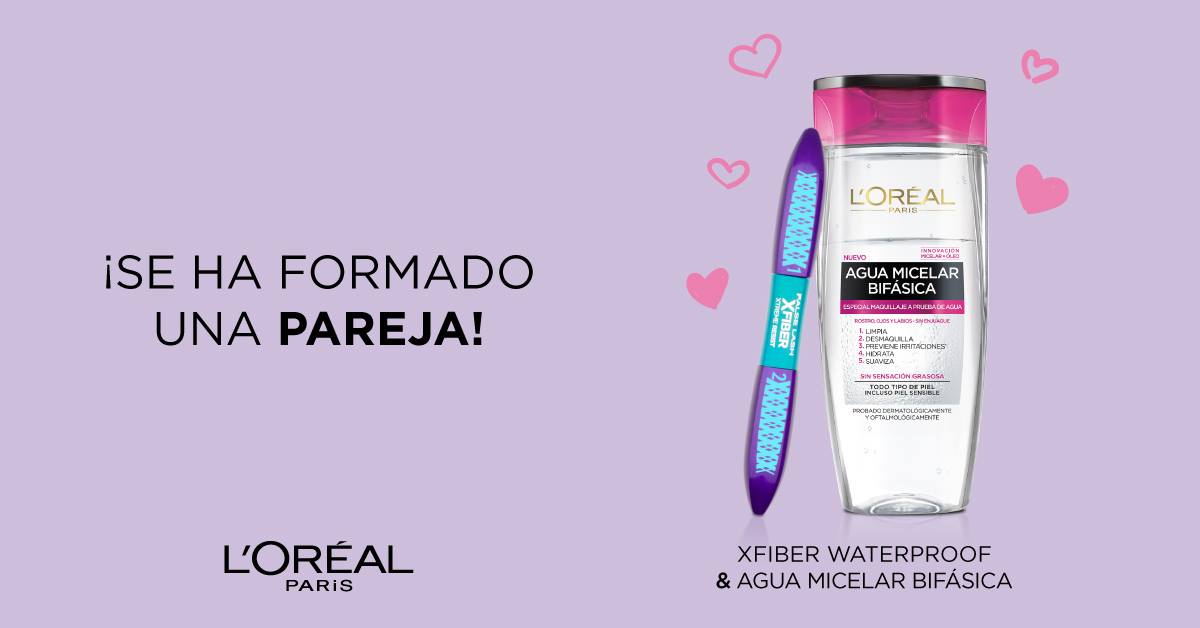 ¡SE HA FORMADO
UNA PAREJA!
L'ORÉAL
PARiS
1
FALSE LASH
XFIBER
XTREME RESIST
2
L'ORÉAL
PARIS
INNOVACIÓN
MICELAR + ÓLEO
NUEVO
AGUA MICELAR
BIFÁSICA
ESPECIAL MAQUILLAJE A PRUEBA DE AGUA
ROSTRO, OJOS Y LABIOS - SIN ENJUAGUE
1. LIMPIA
2. DESMAQUILLA
3. PREVIENE IRRITACIONES*
4. HIDRATA
5. SUAVIZA
SIN SENSACIÓN GRASOSA
TODO TIPO DE PIEL
INCLUSO PIEL SENSIBLE
PROBADO DERMATOLÓGICAMENTE
Y OFTALMOLÓGICAMENTE
XFIBER WATERPROOF
& AGUA MICELAR BIFÁSICA